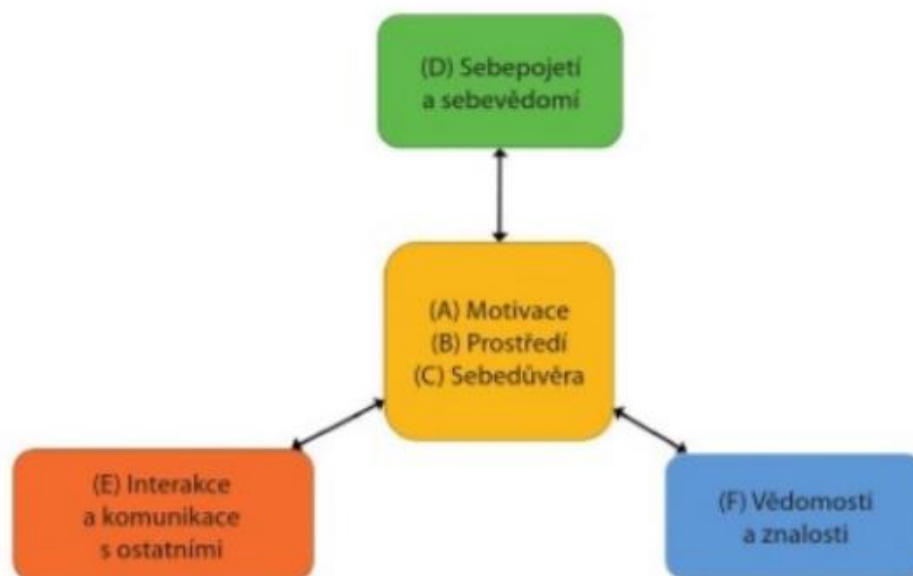 (D) Sebepojetí
a sebevědomí
(A) Motivace
(B) Prostředí
(C) Sebedůvěra
(E) Interakce
a komunikace
s ostatními
(F) Vědomosti
a znalosti